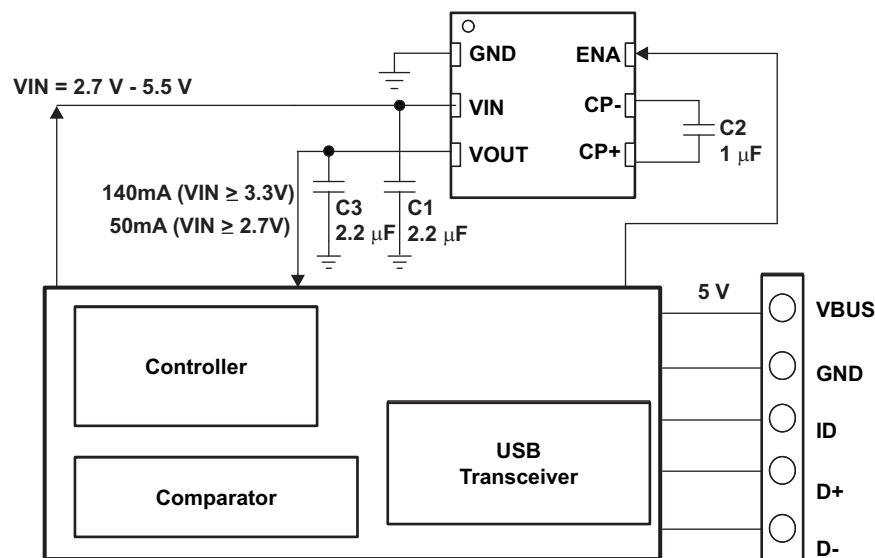 GND
ENA
VIN = 2.7 V - 5.5 V
VIN
CP-
C2
1 μF
VOUT
CP+
140mA (VIN ≥ 3.3V)
50mA (VIN ≥ 2.7V)
C3
2.2 μF
C1
2.2 μF
5 V
VBUS
Controller
GND
ID
USB
Transceiver
Comparator
D+
D-